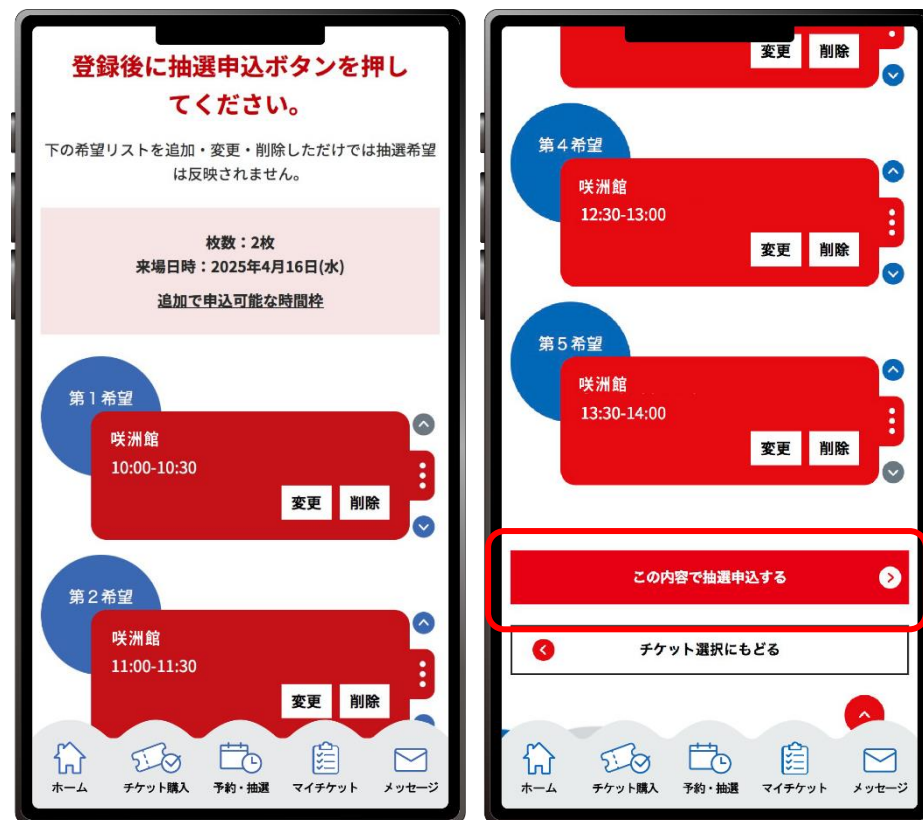 登録後に抽選申込ボタンを押し
てください。
下の希望リストを追加・変更・削除しただけでは抽選希望
は反映されません。
枚数：2枚
来場日時：2025年4月16日(水)
追加で申込可能な時間枠
第１希望
咲洲館
10:00-10:30
変更 削除
第２希望
咲洲館
11:00-11:30
変更 削除
ホーム チケット購入 予約・抽選 マイチケット メッセージ
変更 削除
第４希望
咲洲館
12:30-13:00
変更 削除
第５希望
咲洲館
13:30-14:00
変更 削除
この内容で抽選申込する
チケット選択にもどる
ホーム チケット購入 予約・抽選 マイチケット メッセージ